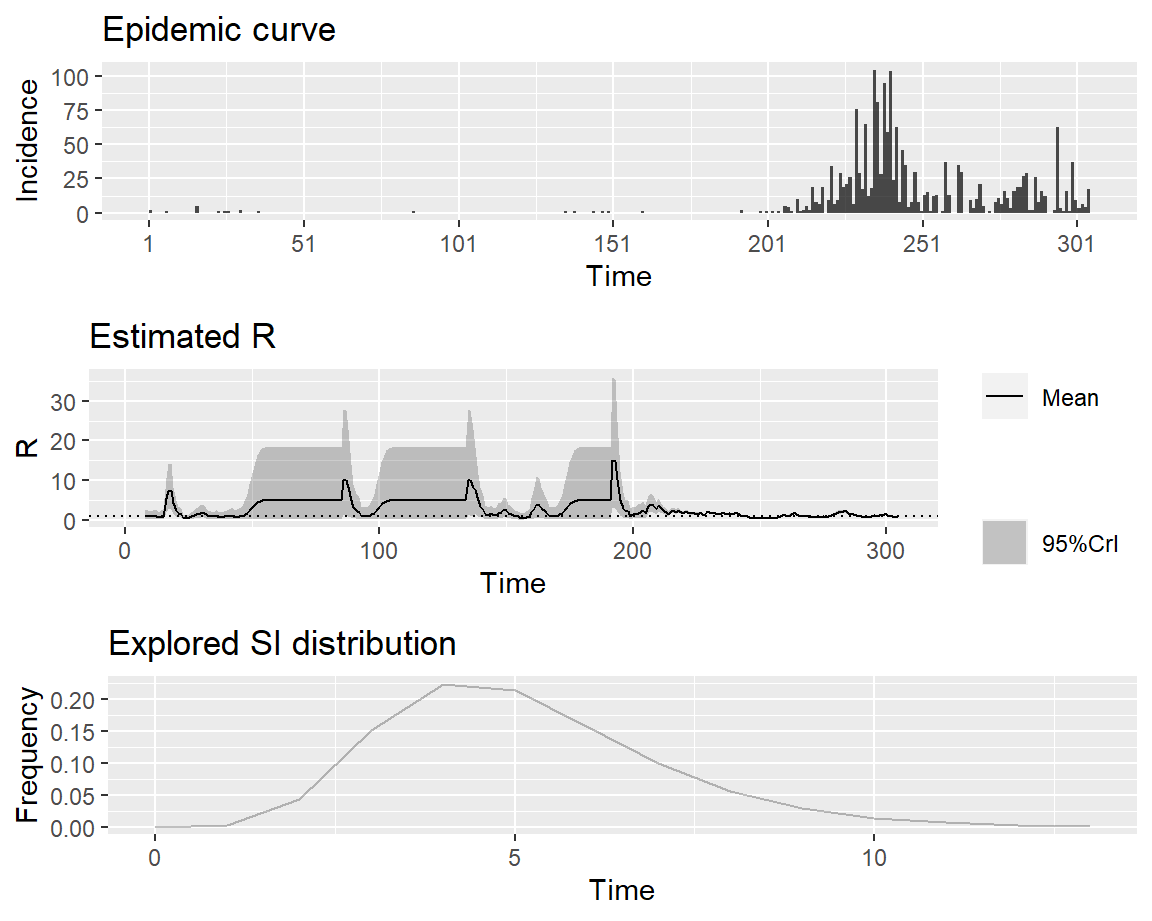 Epidemic curve
100
75
50
25
0
Incidence
1 51 101 151 201 251 301
Time
Estimated R
30
20
10
0
R
0 100 200 300
Time
Mean
95%CrI
Explored SI distribution
0.20
0.15
0.10
0.05
0.00
Frequency
0 5 10
Time